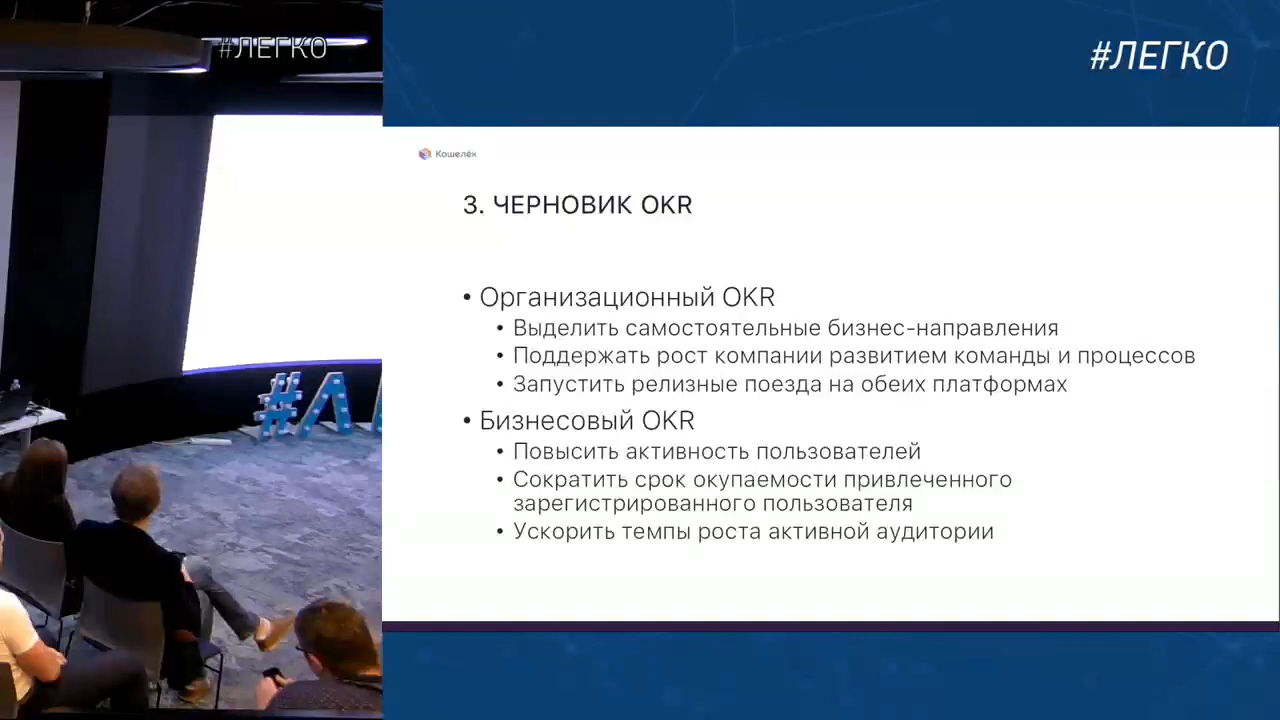 #ЛЕГКО
#ЛЕГКО
Кошелёк
3. ЧЕРНОВИК OKR
• Организационный OKR
• Выделить самостоятельные бизнес-направления
• Поддержать рост компании развитием команды и процессов
• Запустить релизные поезда на обеих платформах
• Бизнесовый OKR
• Повысить активность пользователей
• Сократить срок окупаемости привлеченного
зарегистрированного пользователя
• Ускорить темпы роста активной аудитории
#Л